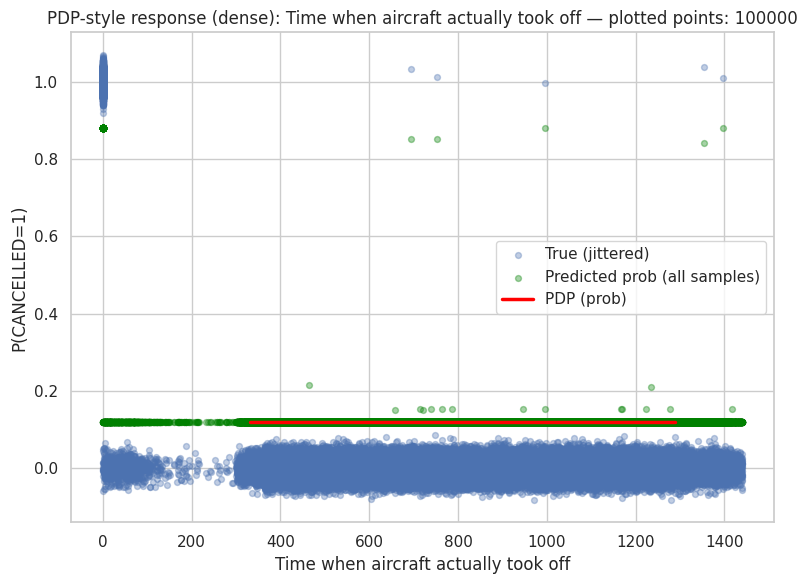 PDP-style response (dense): Time when aircraft actually took off — plotted points: 100000
P(CANCELLED=1)
1.0
0.8
0.6
0.4
0.2
0.0
True (jittered)
Predicted prob (all samples)
PDP (prob)
0 200 400 600 800 1000 1200 1400
Time when aircraft actually took off